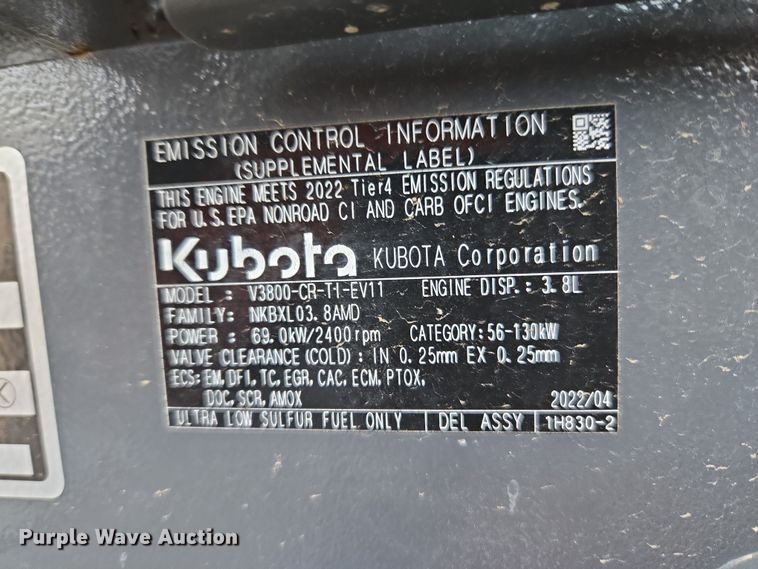 EMISSION CONTROL INFORMATION
(SUPPLEMENTAL LABEL)
THIS ENGINE MEETS 2022 Tier4 EMISSION REGULATIONS
FOR U.S.EPA NONROAD CI AND CARB OFCI ENGINES.
Kubota KUBOTA Corporation
MODEL : V3800-CR-TI-EV11 ENGINE DISP.: 3.8L
FAMILY: NKBXL03.8AMD
POWER : 69.0kW/2400rpm CATEGORY:56-130kW
VALVE CLEARANCE (COLD) : IN 0.25mm EX 0.25mm
ECS: EM, DFI, TC, EGR, CAC, ECM, PTOX,
DOC, SCR, AMOX 2022/04
ULTRA LOW SULFUR FUEL ONLY DEL ASSY 1H830-2
Purple Wave Auction